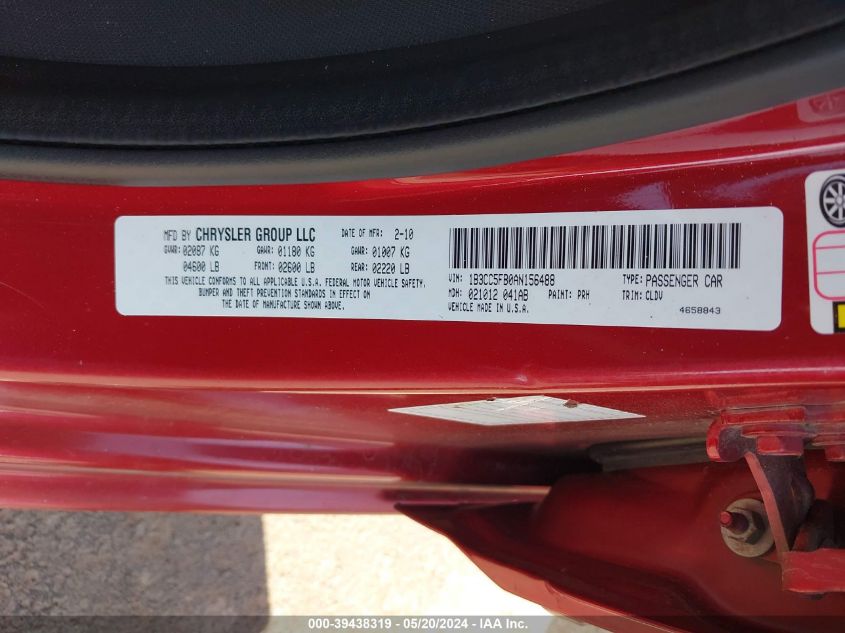 MFD BY CHRYSLER GROUP LLC DATE OF MFR: 2-10
GVWR: 02087 KG GAWR: 01180 KG GAWR: 01007 KG
04600 LB FRONT: 02600 LB REAR: 02220 LB
THIS VEHICLE CONFORMS TO ALL APPLICABLE U.S.A. FEDERAL MOTOR VEHICLE SAFETY,
BUMPER AND THEFT PREVENTION STANDARDS IN EFFECT ON
THE DATE OF MANUFACTURE SHOWN ABOVE.
VIN: 1B3CC5FB0AN156488 TYPE: PASSENGER CAR
MDH: 021012 041AB PAINT: PRH TRIM: CLDV
VEHICLE MADE IN U.S.A. 4658843
000-39438319 - 05/20/2024 - IAA Inc.